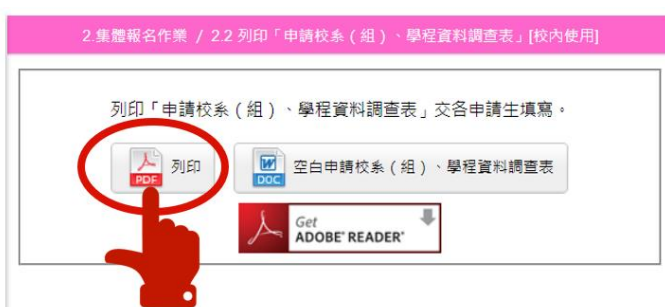 2.集體報名作業 / 2.2 列印「申請校系（組）、學程資料調查表」[校內使用]
列印「申請校系（組）、學程資料調查表」交各申請生填寫。
PDF 列印
DOC 空白申請校系（組）、學程資料調查表
Get
ADOBE® READER®